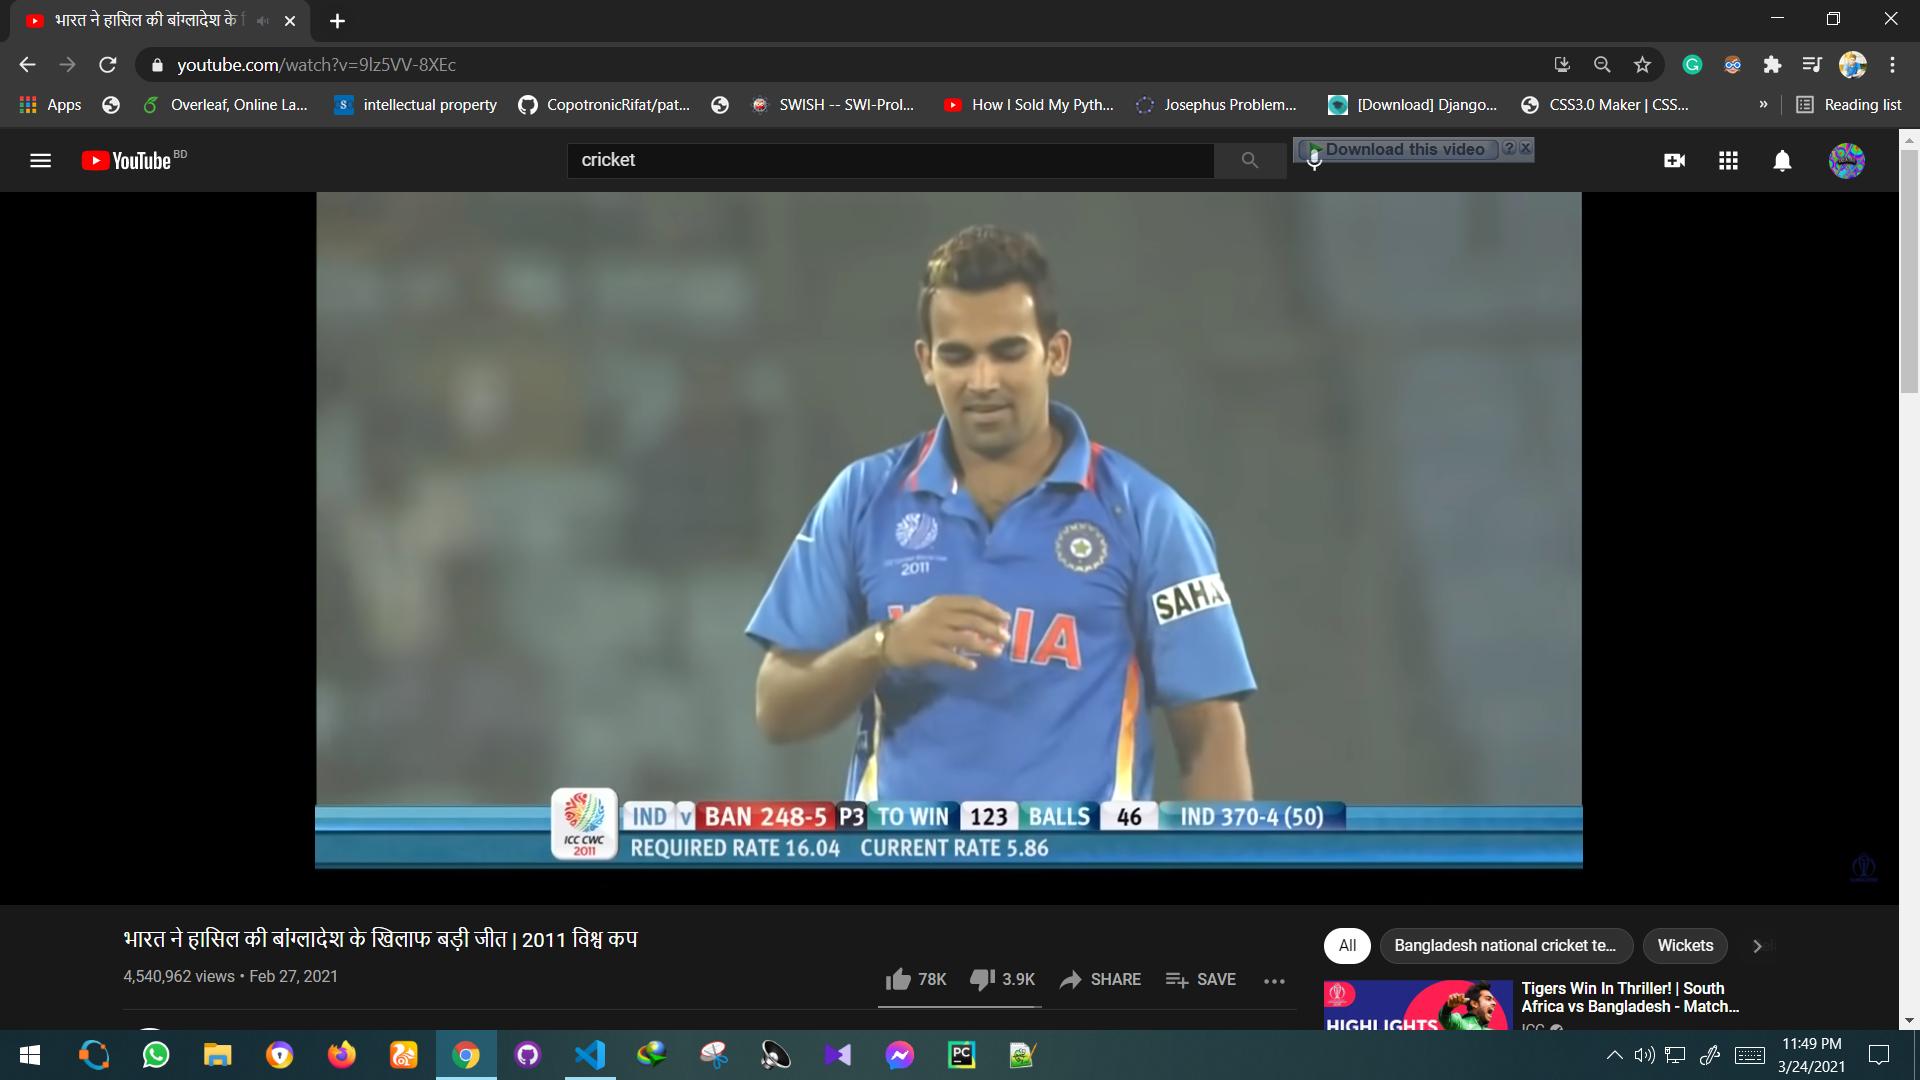 भारत ने हासिल की बांग्लादेश के
youtube.com/watch?v=9lz5VV-8XEc
Apps Overleaf, Online La... intellectual property CopotronicRifat/pat... SWISH -- SWI-Prol... How I Sold My Pyth... Josephus Problem... [Download] Django... CSS3.0 Maker | CSS... » Reading list
YouTube BD cricket Download this video ?
2011
SAHA
IA
IND v BAN 248-5 P3 TO WIN 123 BALLS 46 IND 370-4 (50)
ICC CWC
2011
REQUIRED RATE 16.04 CURRENT RATE 5.86
भारत ने हासिल की बांग्लादेश के खिलाफ बड़ी जीत | 2011 विश्व कप
4,540,962 views • Feb 27, 2021
78K 3.9K SHARE SAVE
All Bangladesh national cricket te... Wickets
Tigers Win In Thriller! | South
Africa vs Bangladesh - Match...
ICC
HIGHLIGHTS
PC
11:49 PM
3/24/2021